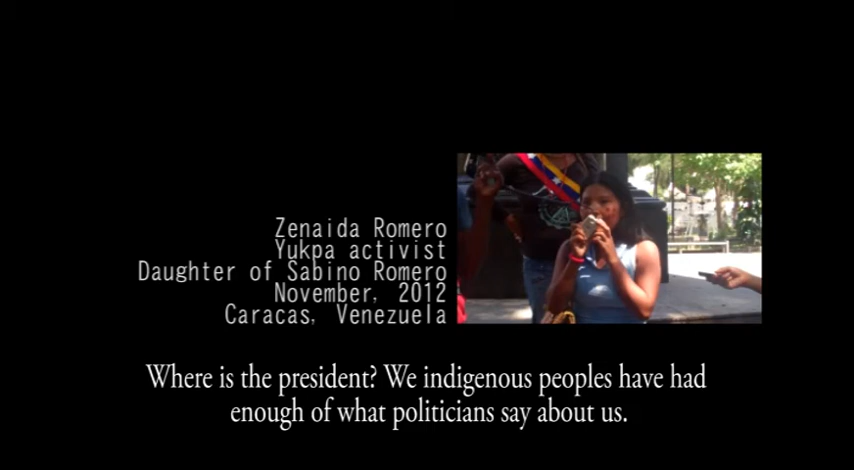 Zenaida Romero
Yukpa activist
Daughter of Sabino Romero
November, 2012
Caracas, Venezuela
Where is the president? We indigenous peoples have had
enough of what politicians say about us.